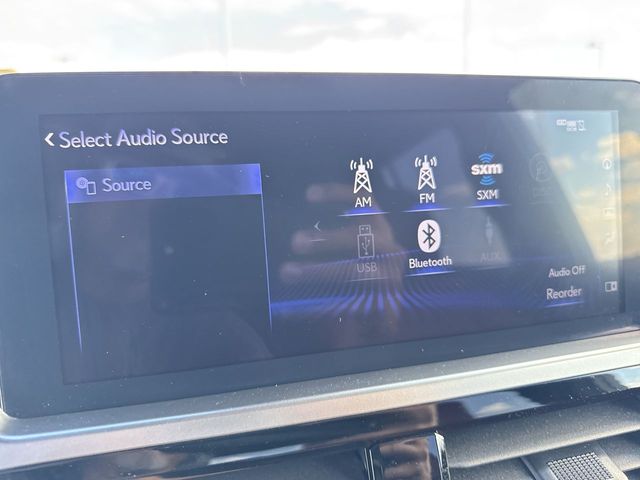 Select Audio Source
Source
AM
FM
sxm
SXM
USB
Bluetooth
AUX
Audio Off
Reorder